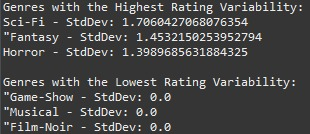 Genres with the Highest Rating Variability:
Sci-Fi - StdDev: 1.7060427068076354
"Fantasy - StdDev: 1.4532150253952794
Horror - StdDev: 1.3989685631884325

Genres with the Lowest Rating Variability:
"Game-Show - StdDev: 0.0
"Musical - StdDev: 0.0
"Film-Noir - StdDev: 0.0